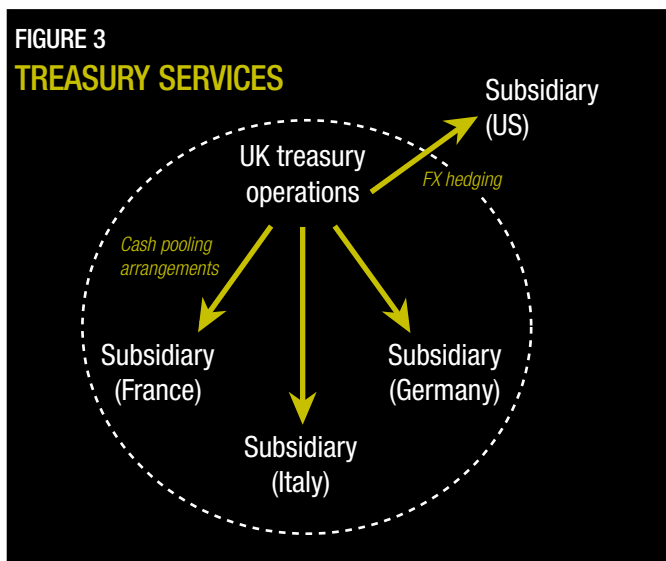 FIGURE 3
TREASURY SERVICES
Subsidiary
(US)
UK treasury
operations
FX hedging
Cash pooling
arrangements
Subsidiary
(France)
Subsidiary
(Germany)
Subsidiary
(Italy)